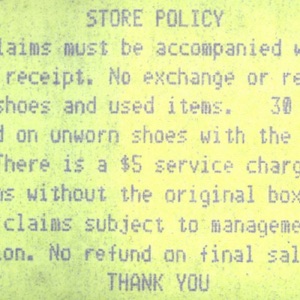 STORE POLICY
laims must be accompanied w
receipt. No exchange or re
shoes and used items. 30
d on unworn shoes with the
There is a $5 service charg
ms without the original box
claims subject to manageme
ion. No refund on final sal
THANK YOU